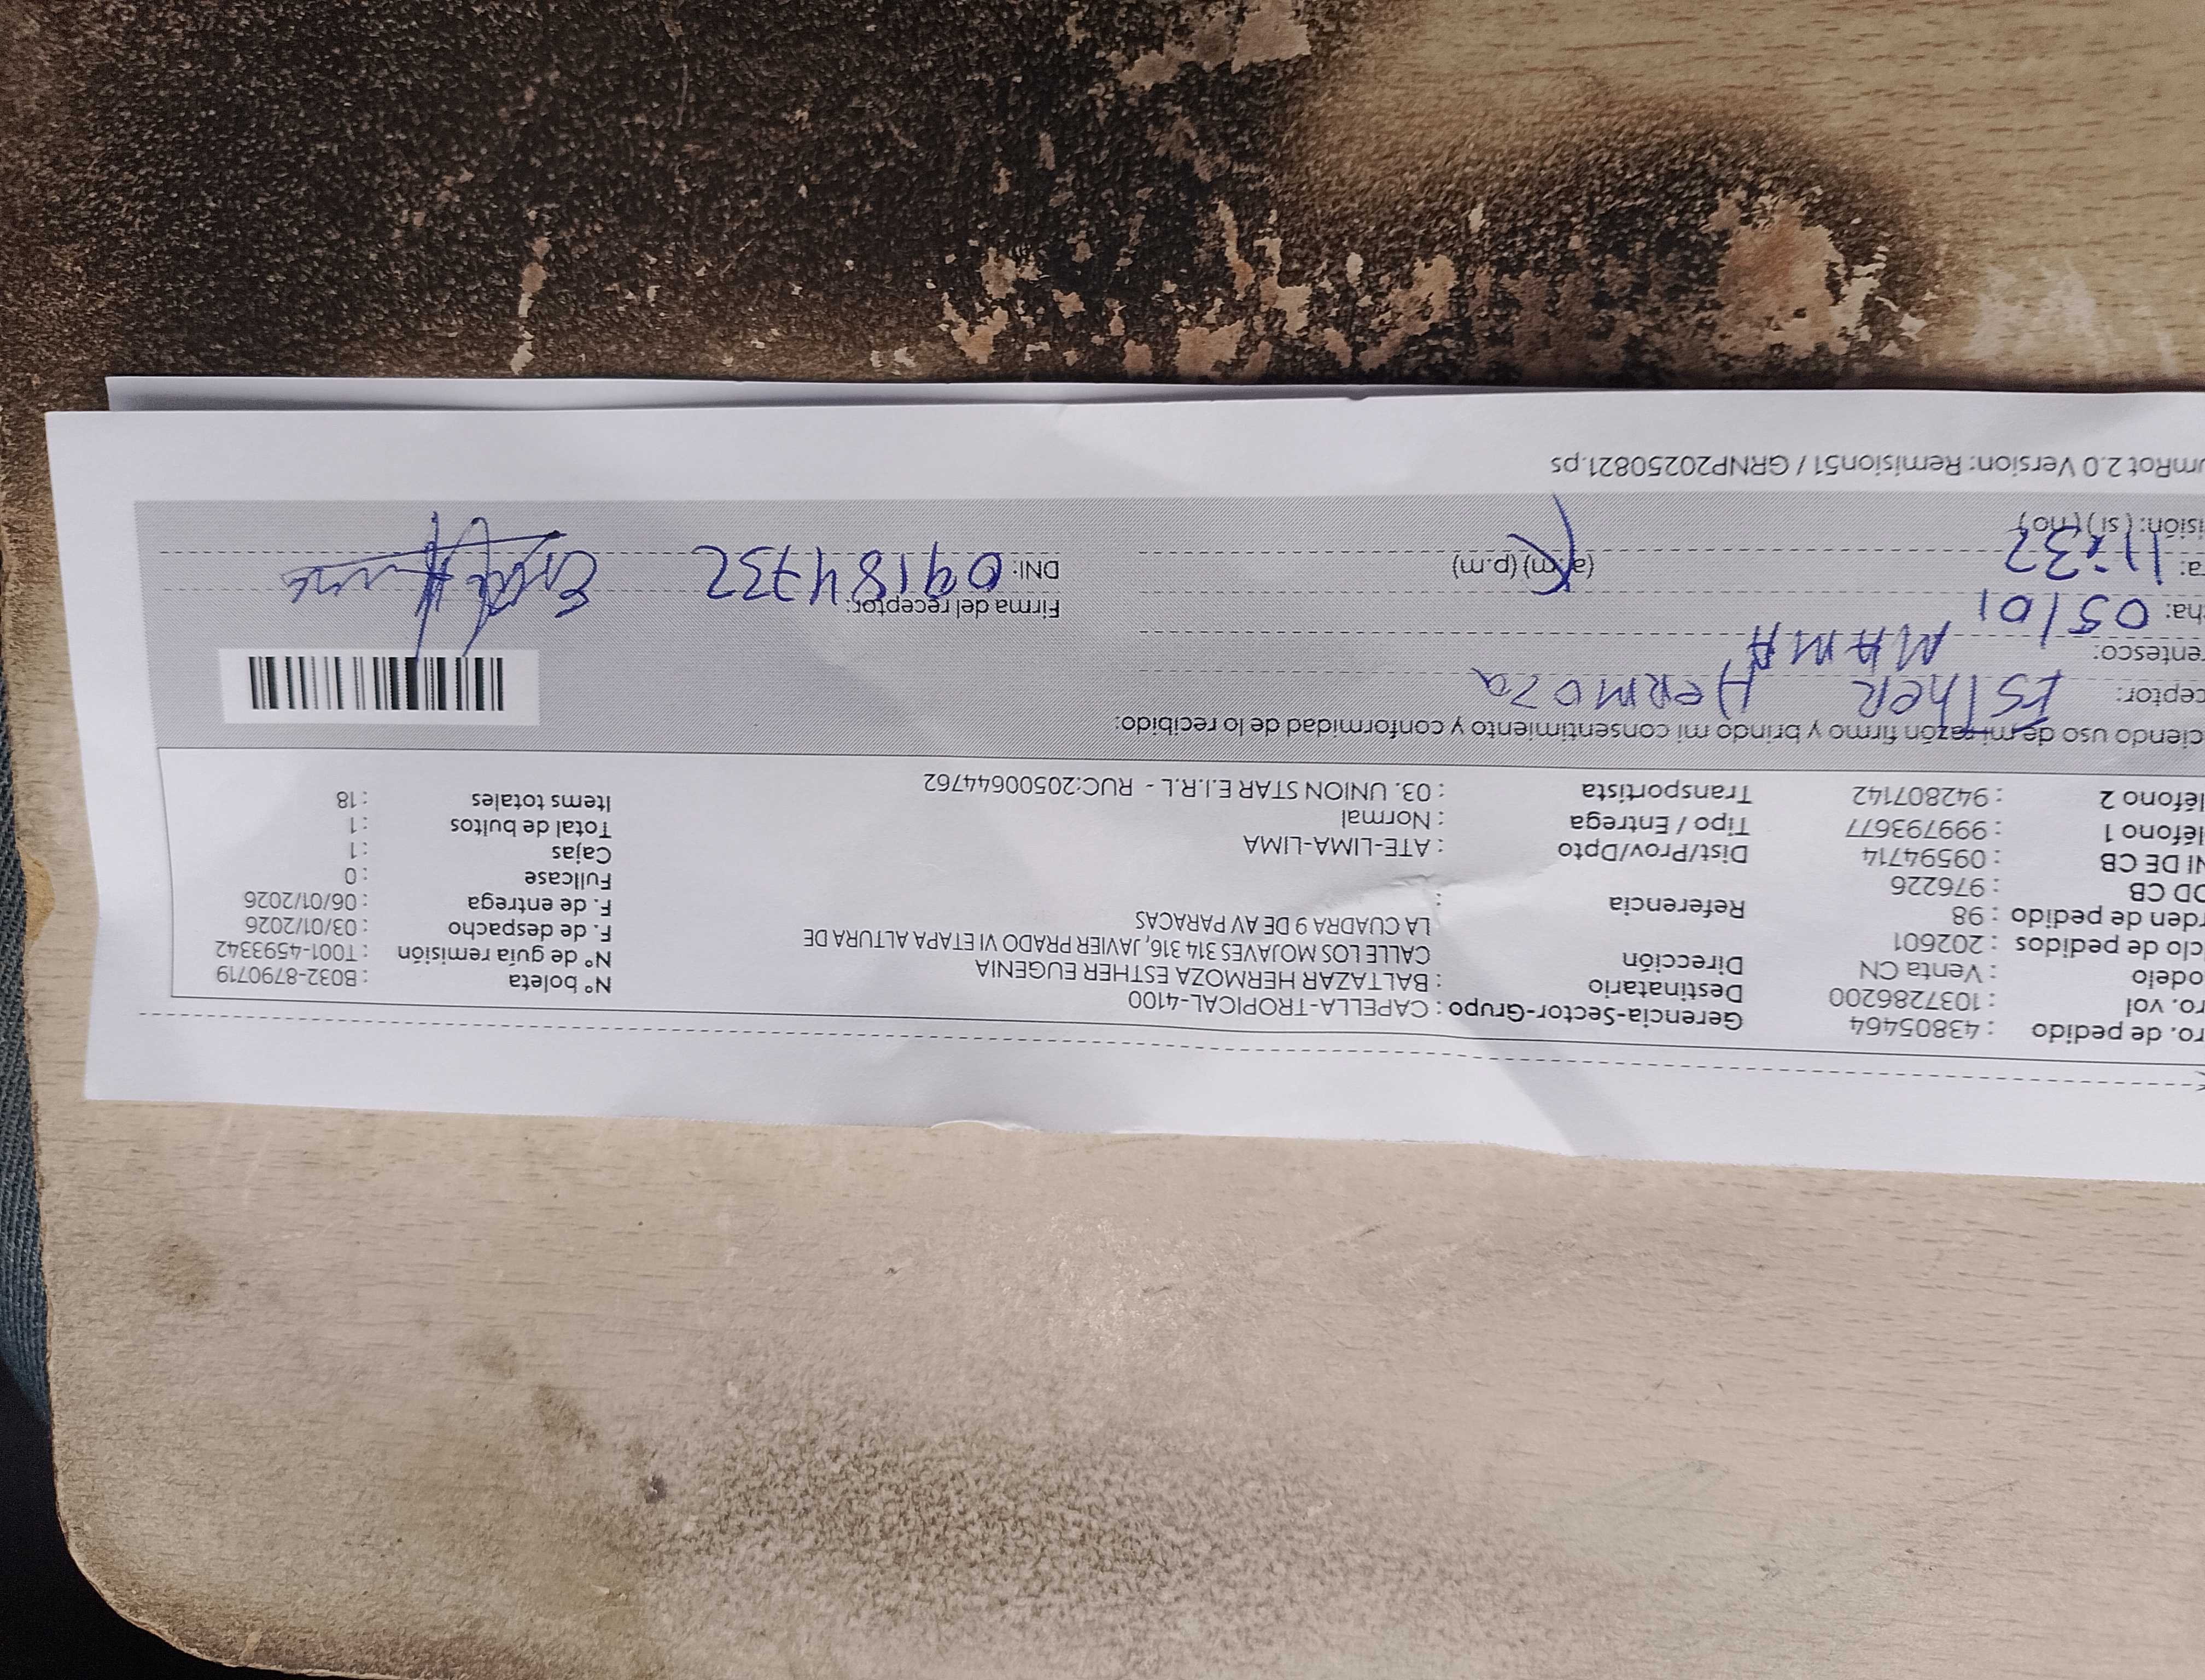 ro. de pedido : 43805464 Gerencia-Sector-Grupo : CAPELLA-TROPICAL-4100 N° boleta : B032-8790719
ro. vol : 1037286200 Destinatario : BALTAZAR HERMOZA ESTHER EUGENIA N° de guía remisión : T001-4593342
odelo : Venta CN Dirección CALLE LOS MOJAVES 314 316, JAVIER PRADO VI ETAPA ALTURA DE F. de despacho : 03/01/2026
clo de pedidos : 202601 LA CUADRA 9 DE AV PARACAS F. de entrega : 06/01/2026
rden de pedido : 98 Referencia : Fullcase : 0
OD CB : 976226 Cajas : 1
NI DE CB : 09594714 Dist/Prov/Dpto : ATE-LIMA-LIMA Total de bultos : 1
léfono 1 : 999793677 Tipo / Entrega : Normal Items totales : 18
léfono 2 : 942807142 Transportista : 03. UNION STAR E.I.R.L - RUC:20500644762
ciendo uso de mi razón firmo y brindo mi consentimiento y conformidad de lo recibido:
ceptor: EStheR HeRMOZa
entesco: MAMA
cha: 05/01 Firma del receptor:
ra: 11:32 (a.m) (p.m) DNI: 09184732
isión: (si) (no)
umRot 2.0 Version: Remision51 / GRNP20250821.ps